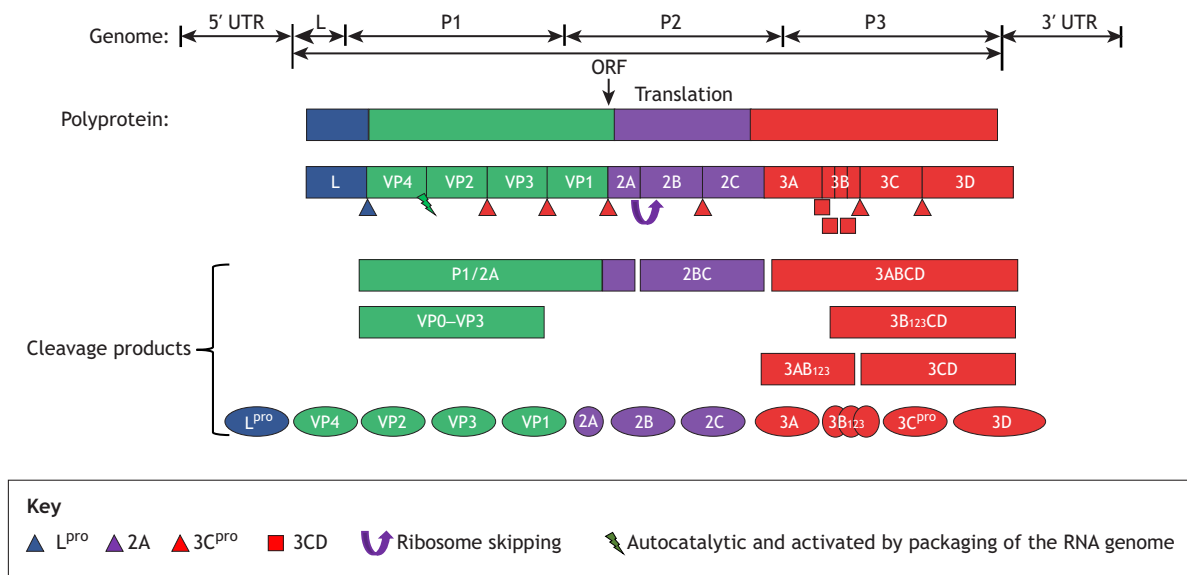 Genome: 5′ UTR L P1 P2 P3 3′ UTR
ORF
Translation
Polyprotein:
L VP4 VP2 VP3 VP1 2A 2B 2C 3A 3B 3C 3D
Cleavage products
P1/2A 2BC 3ABCD
VP0–VP3 3B₁₂₃CD
3AB₁₂₃ 3CD
Lᵖʳᵒ VP4 VP2 VP3 VP1 2A 2B 2C 3A 3B₁₂₃ 3Cᵖʳᵒ 3D
Key
Lᵖʳᵒ 2A 3Cᵖʳᵒ 3CD Ribosome skipping Autocatalytic and activated by packaging of the RNA genome